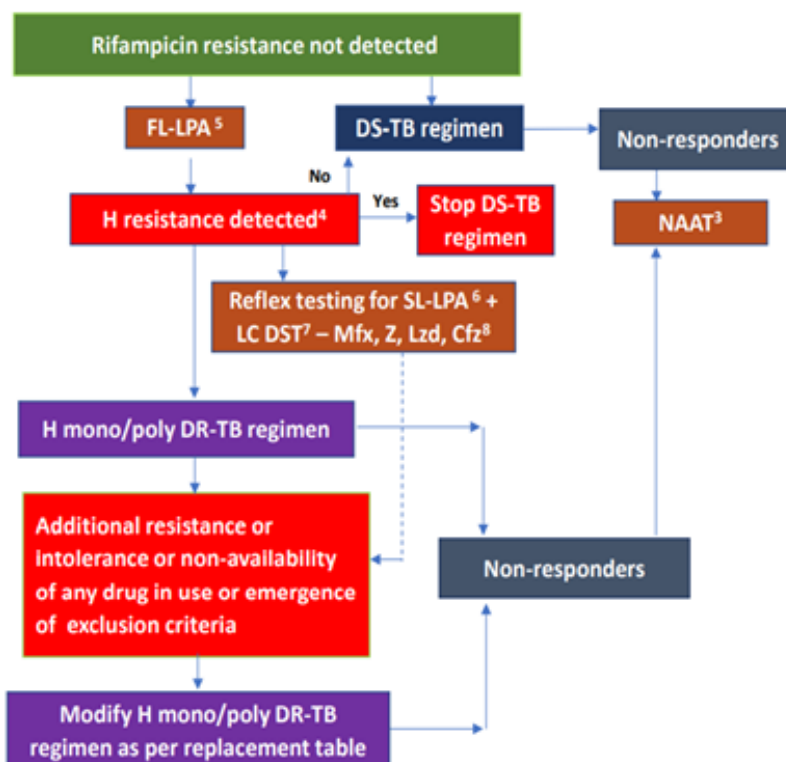 Rifampicin resistance not detected
FL-LPA ⁵
DS-TB regimen
Non-responders
No
H resistance detected⁴
Yes
Stop DS-TB
regimen
NAAT³
Reflex testing for SL-LPA ⁶ +
LC DST⁷ – Mfx, Z, Lzd, Cfz⁸
H mono/poly DR-TB regimen
Additional resistance or
intolerance or non-availability
of any drug in use or emergence
of exclusion criteria
Non-responders
Modify H mono/poly DR-TB
regimen as per replacement table